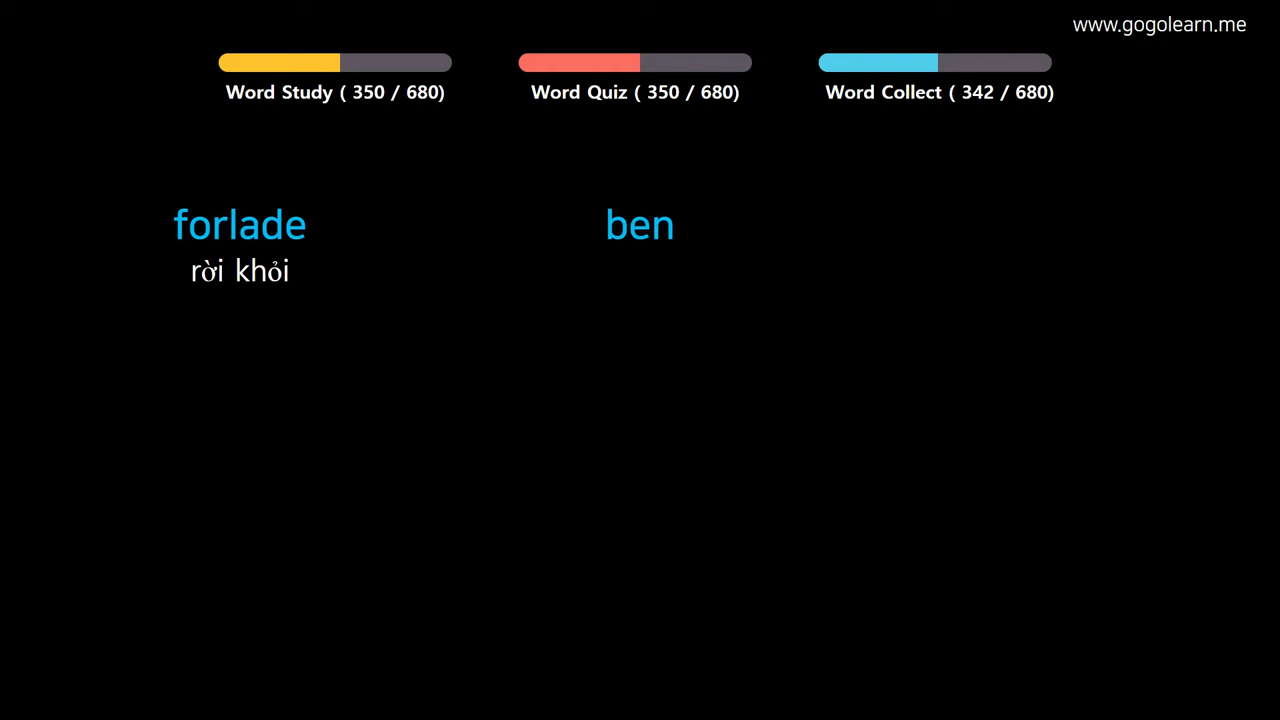 www.gogolearn.me
Word Study ( 350 / 680)
Word Quiz ( 350 / 680)
Word Collect ( 342 / 680)
forlade
rời khỏi
ben